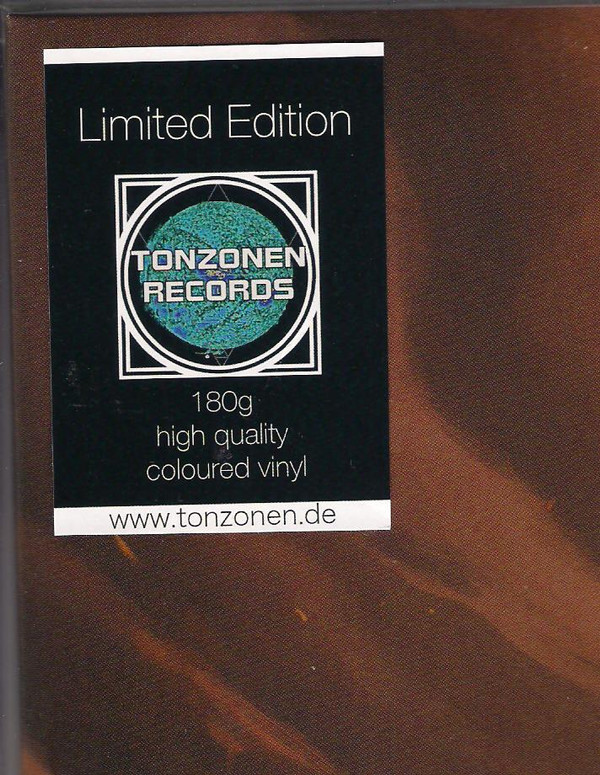 Limited Edition
TONZONEN
RECORDS
180g
high quality
coloured vinyl
www.tonzonen.de